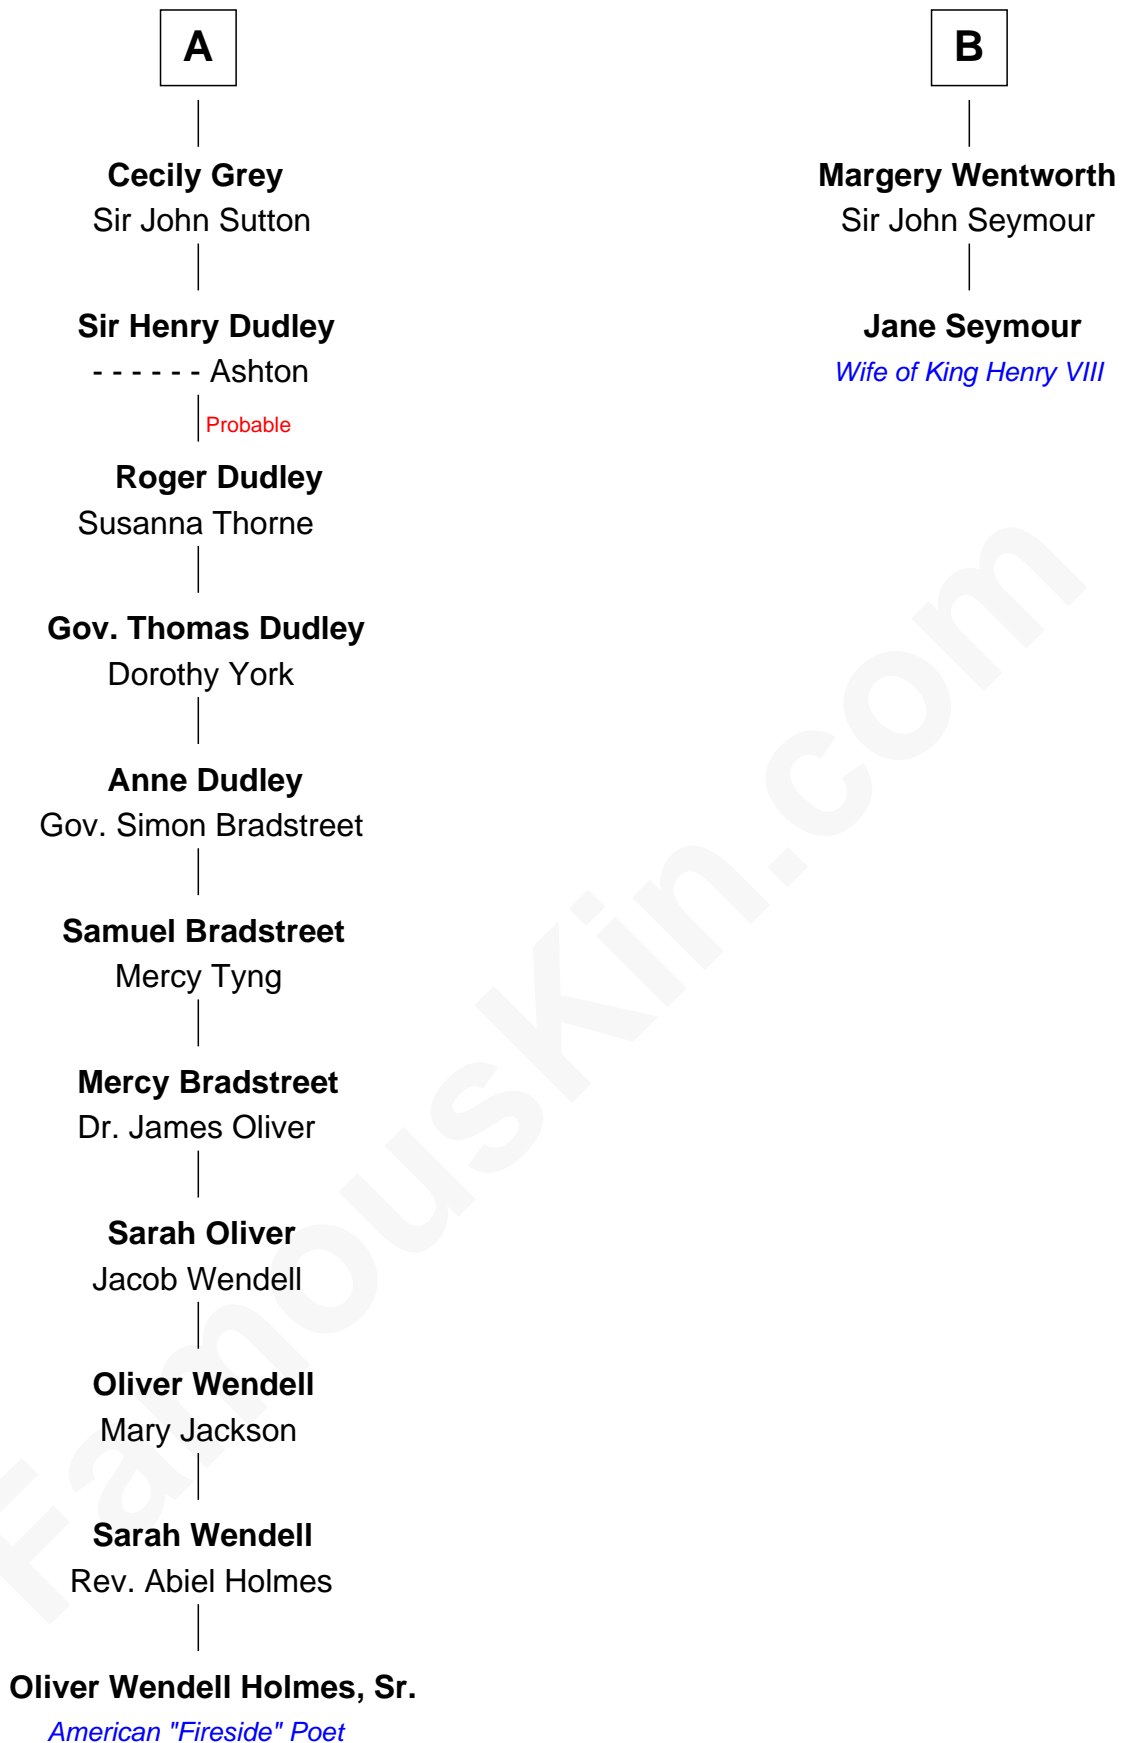 A
B
Cecily Grey
Sir John Sutton
Margery Wentworth
Sir John Seymour
Sir Henry Dudley
- - - - - - Ashton
Jane Seymour
Wife of King Henry VIII
Probable
Roger Dudley
Susanna Thorne
Gov. Thomas Dudley
Dorothy York
Anne Dudley
Gov. Simon Bradstreet
Samuel Bradstreet
Mercy Tyng
Mercy Bradstreet
Dr. James Oliver
Sarah Oliver
Jacob Wendell
Oliver Wendell
Mary Jackson
Sarah Wendell
Rev. Abiel Holmes
Oliver Wendell Holmes, Sr.
American "Fireside" Poet
FamousKin.com